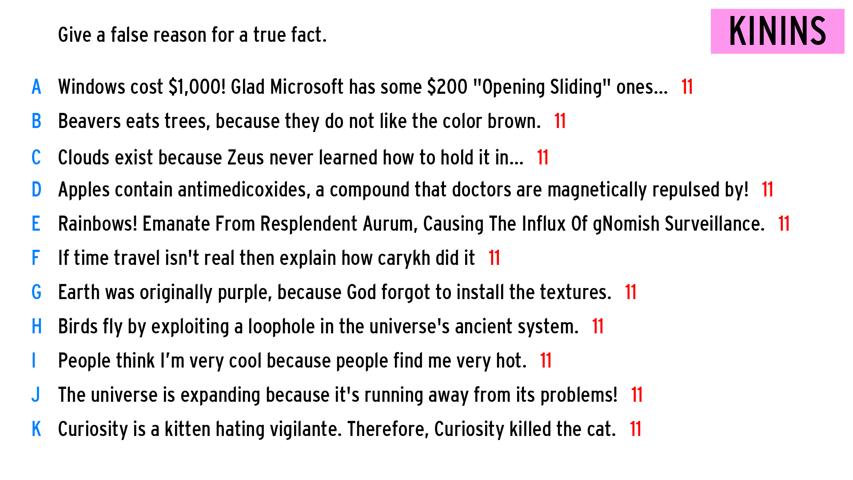 Give a false reason for a true fact.
KININS
A Windows cost $1,000! Glad Microsoft has some $200 "Opening Sliding" ones... 11
B Beavers eats trees, because they do not like the color brown. 11
C Clouds exist because Zeus never learned how to hold it in... 11
D Apples contain antimedicoxides, a compound that doctors are magnetically repulsed by! 11
E Rainbows! Emanate From Resplendent Aurum, Causing The Influx Of gNomish Surveillance. 11
F If time travel isn't real then explain how carykh did it 11
G Earth was originally purple, because God forgot to install the textures. 11
H Birds fly by exploiting a loophole in the universe's ancient system. 11
I People think I'm very cool because people find me very hot. 11
J The universe is expanding because it's running away from its problems! 11
K Curiosity is a kitten hating vigilante. Therefore, Curiosity killed the cat. 11